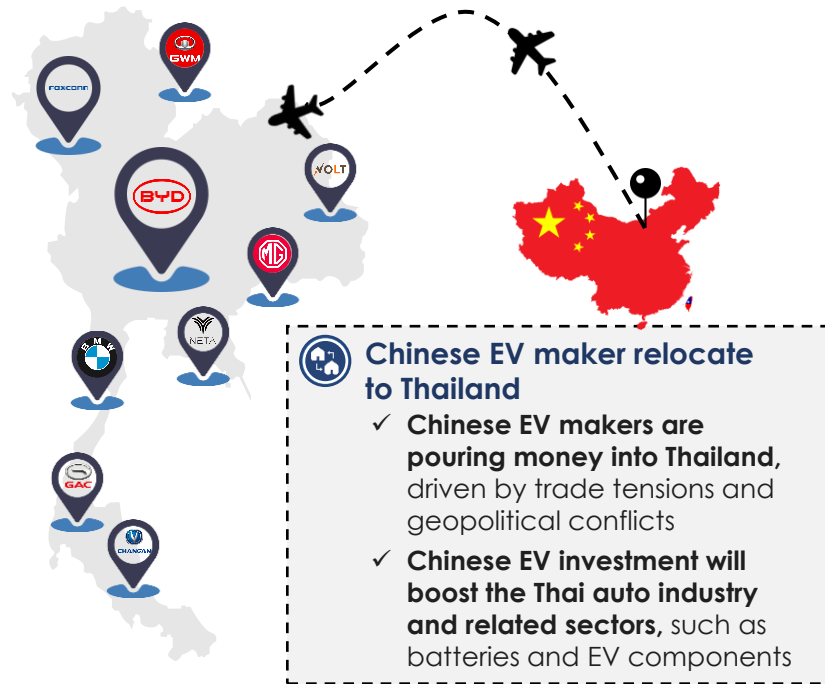 GWM
FOXCONN
VOLT
BYD
MG
NETA
BMW
GAC
CHANGAN
Chinese EV maker relocate
to Thailand
✓ Chinese EV makers are
pouring money into Thailand,
driven by trade tensions and
geopolitical conflicts
✓ Chinese EV investment will
boost the Thai auto industry
and related sectors, such as
batteries and EV components